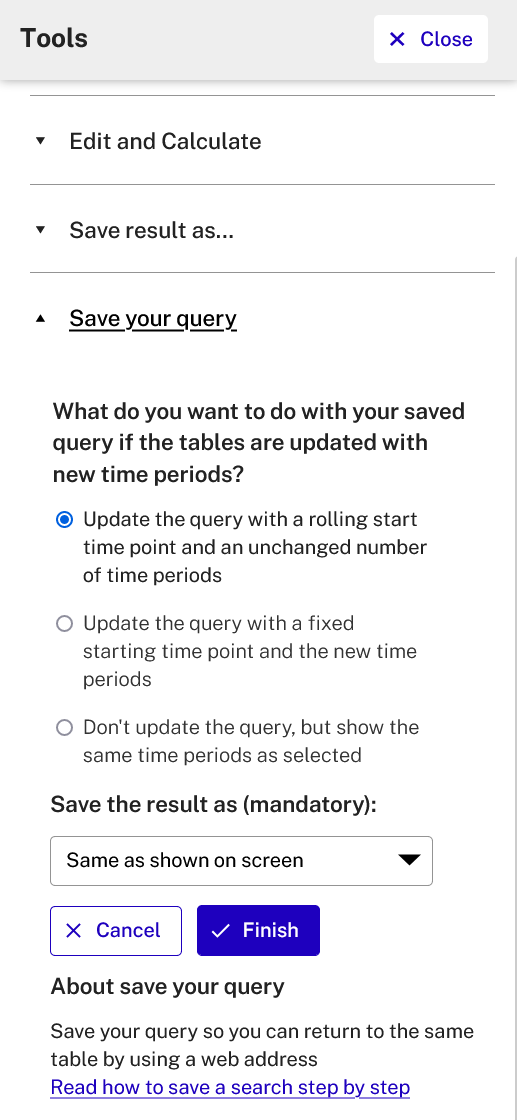 Tools
Close
Edit and Calculate
Save result as...
Save your query
What do you want to do with your saved
query if the tables are updated with
new time periods?
Update the query with a rolling start
time point and an unchanged number
of time periods
Update the query with a fixed
starting time point and the new time
periods
Don't update the query, but show the
same time periods as selected
Save the result as (mandatory):
Same as shown on screen
Cancel
Finish
About save your query
Save your query so you can return to the same
table by using a web address
Read how to save a search step by step